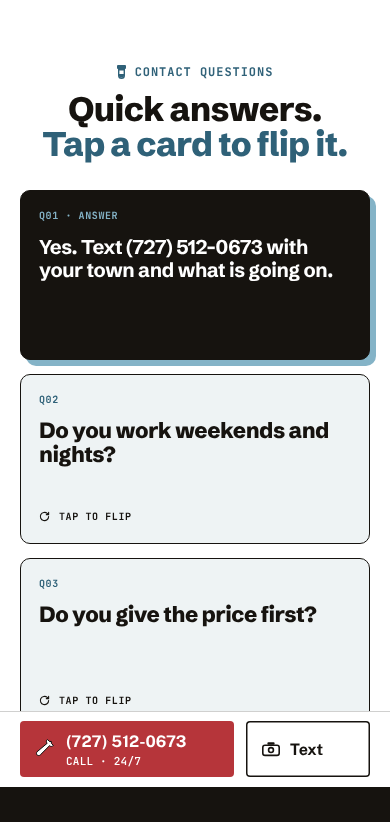 CONTACT QUESTIONS
Quick answers.
Tap a card to flip it.
Q01 · ANSWER
Yes. Text (727) 512-0673 with
your town and what is going on.
Q02
Do you work weekends and
nights?
TAP TO FLIP
Q03
Do you give the price first?
TAP TO FLIP
(727) 512-0673
CALL · 24/7
Text